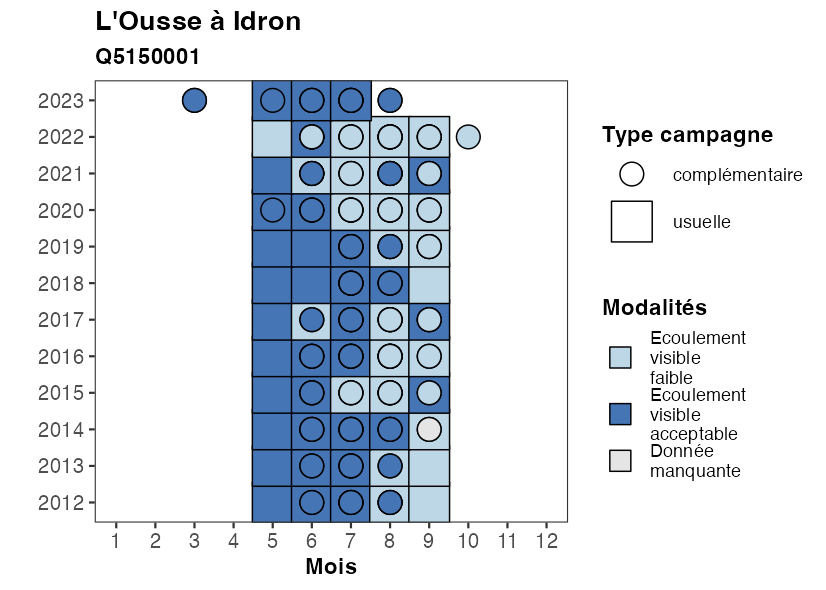 L'Ousse à Idron
Q5150001
2023
2022
2021
2020
2019
2018
2017
2016
2015
2014
2013
2012
1 2 3 4 5 6 7 8 9 10 11 12
Mois
Type campagne
complémentaire
usuelle
Modalités
Ecoulement
visible
faible
Ecoulement
visible
acceptable
Donnée
manquante